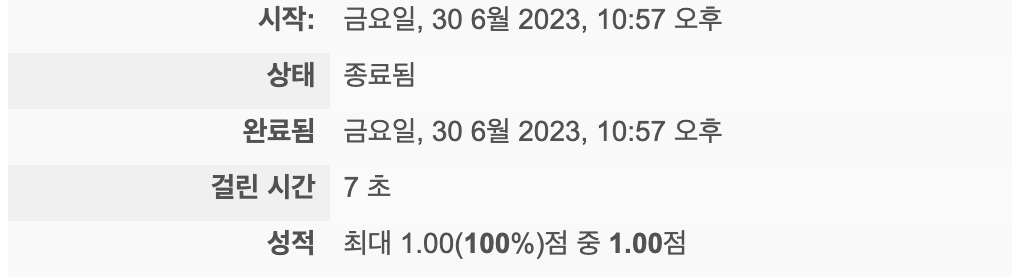 시작: 금요일, 30 6월 2023, 10:57 오후
상태 종료됨
완료됨 금요일, 30 6월 2023, 10:57 오후
걸린 시간 7 초
성적 최대 1.00(100%)점 중 1.00점